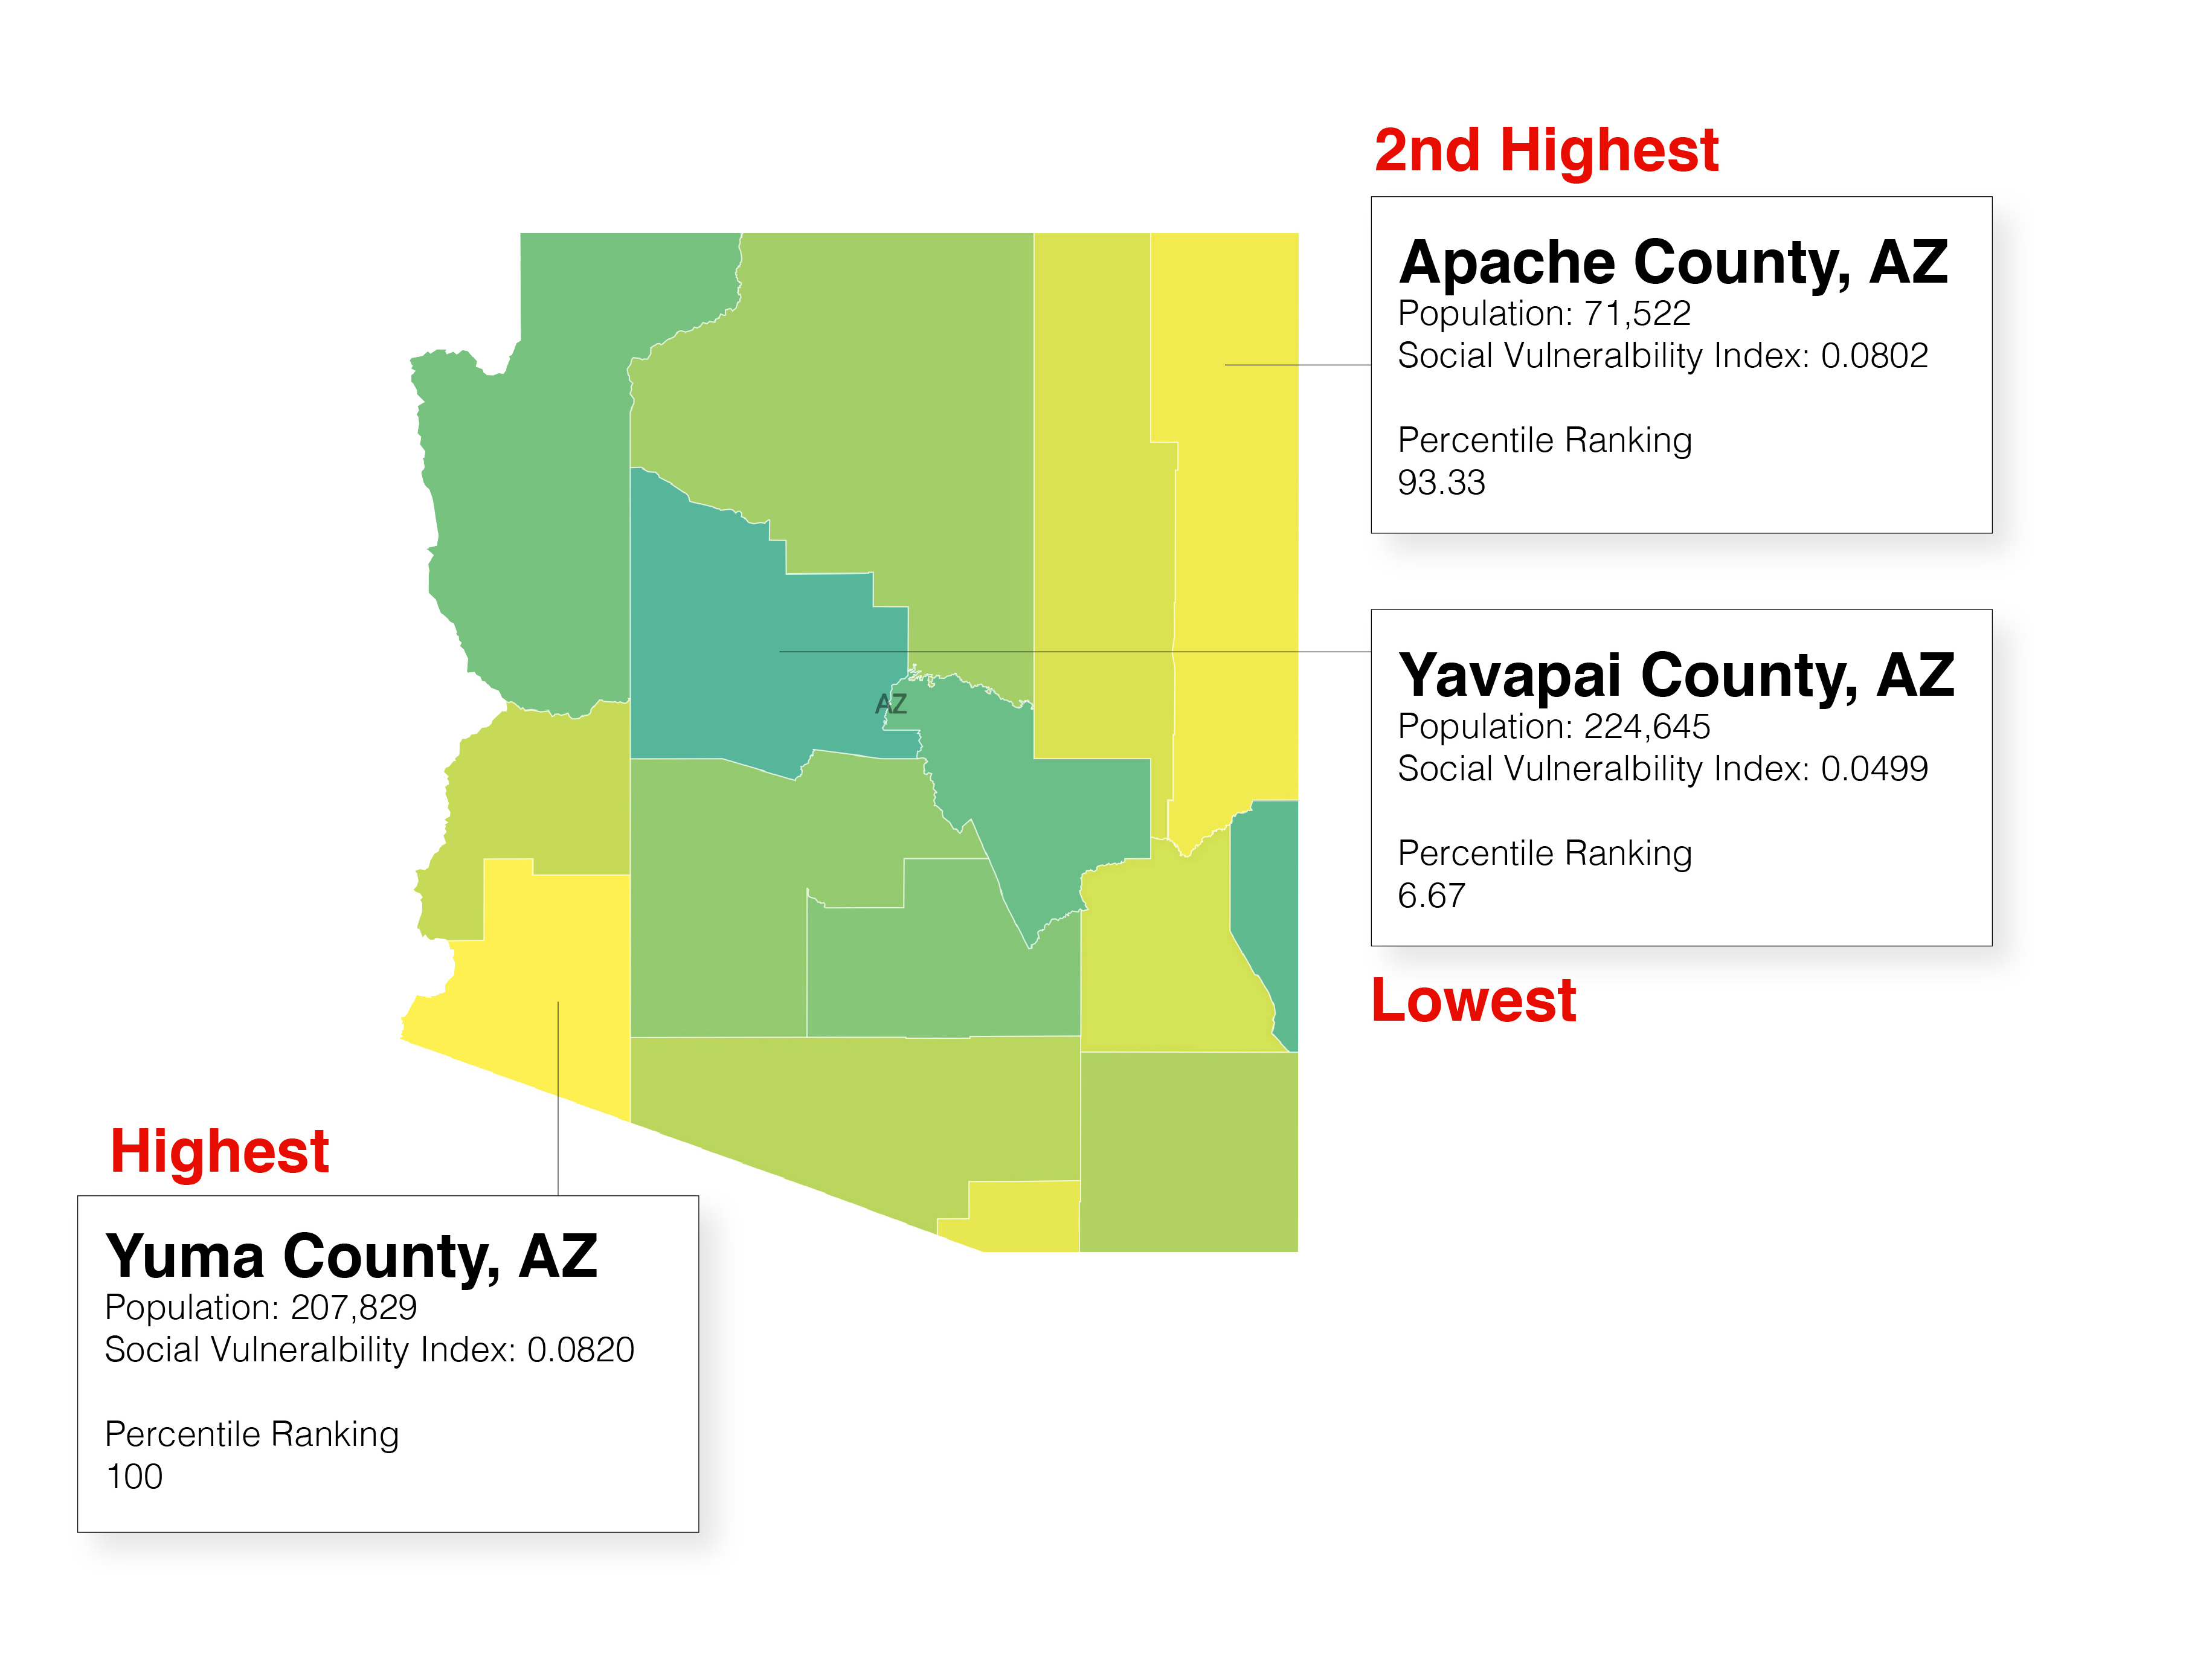 2nd Highest
Apache County, AZ
Population: 71,522
Social Vulneralbility Index: 0.0802
Percentile Ranking
93.33
Yavapai County, AZ
Population: 224,645
Social Vulneralbility Index: 0.0499
Percentile Ranking
6.67
Lowest
AZ
Highest
Yuma County, AZ
Population: 207,829
Social Vulneralbility Index: 0.0820
Percentile Ranking
100